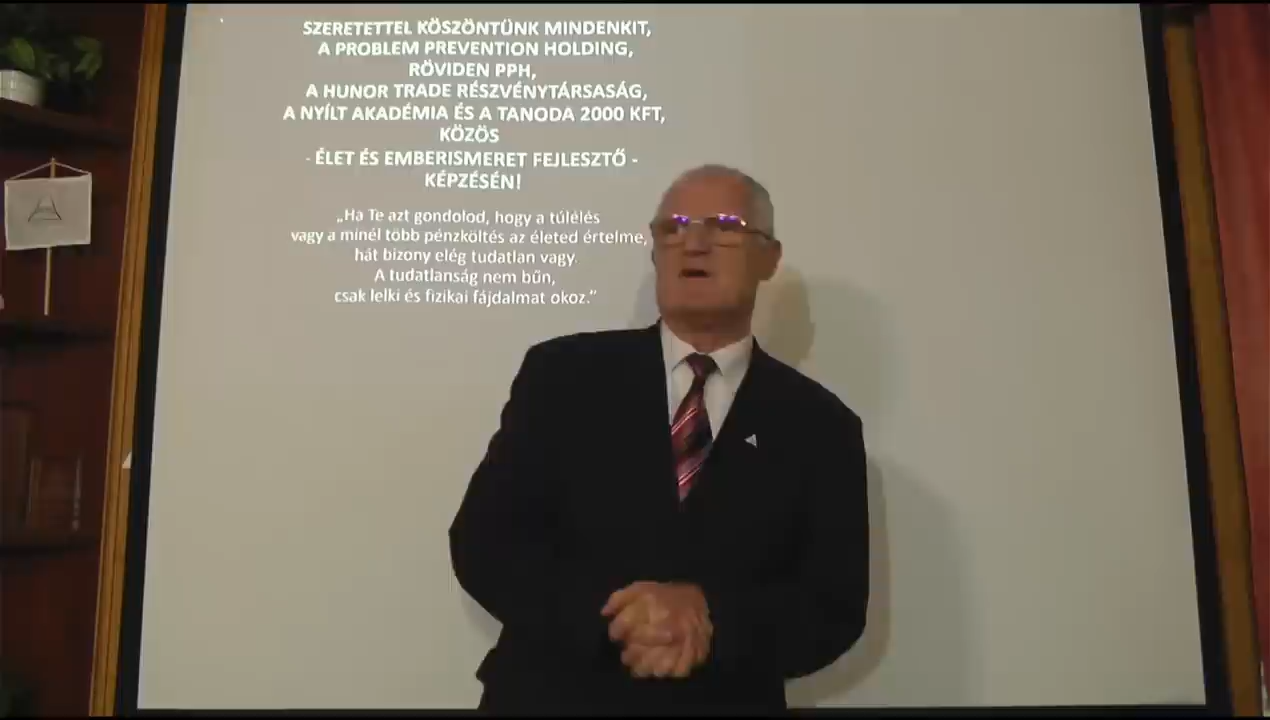 SZERETETTEL KÖSZÖNTÜNK MINDENKIT,
A PROBLEM PREVENTION HOLDING,
RÖVIDEN PPH,
A HUNOR TRADE RÉSZVÉNYTÁRSASÁG,
A NYÍLT AKADÉMIA ÉS A TANODA 2000 KFT,
KÖZÖS
- ÉLET ÉS EMBERISMERET FEJLESZTŐ -
KÉPZÉSÉN!
„Ha Te azt gondolod, hogy a túlélés
vagy a minél több pénzköltés az életed értelme,
hát bizony elég tudatlan vagy.
A tudatlanság nem bűn,
csak lelki és fizikai fájdalmat okoz.”